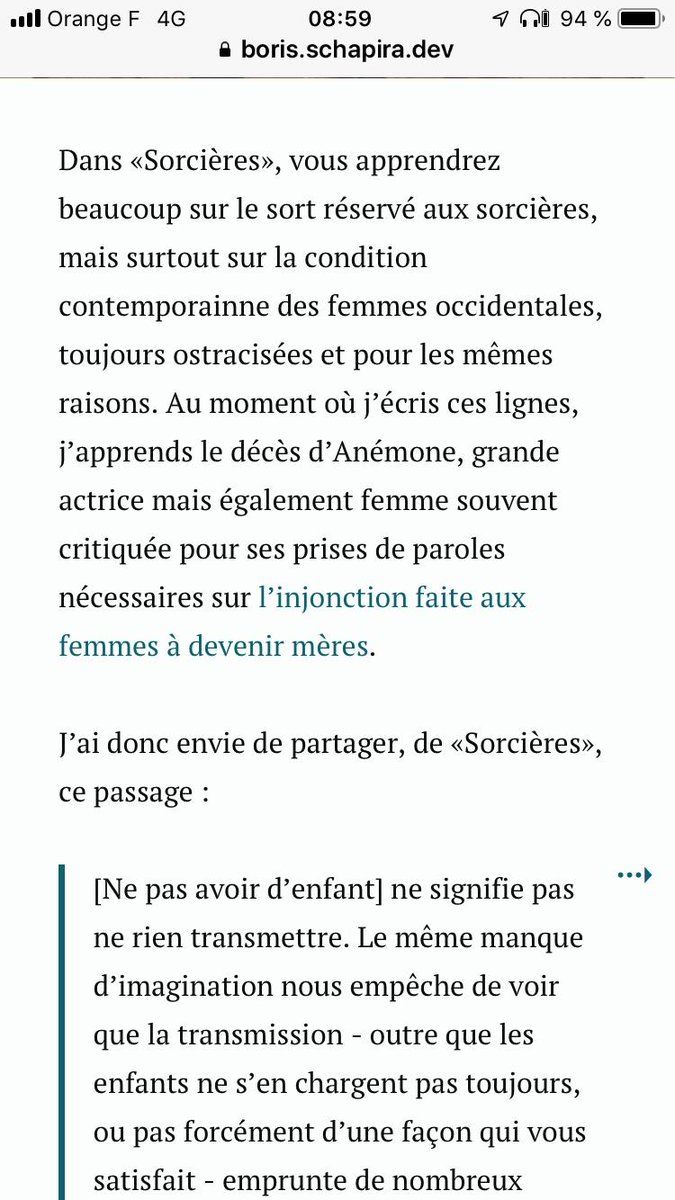 Orange F 4G 08:59 94 %
boris.schapira.dev
Dans «Sorcières», vous apprendrez
beaucoup sur le sort réservé aux sorcières,
mais surtout sur la condition
contemporainne des femmes occidentales,
toujours ostracisées et pour les mêmes
raisons. Au moment où j’écris ces lignes,
j’apprends le décès d’Anémone, grande
actrice mais également femme souvent
critiquée pour ses prises de paroles
nécessaires sur l’injonction faite aux
femmes à devenir mères.
J’ai donc envie de partager, de «Sorcières»,
ce passage :
[Ne pas avoir d’enfant] ne signifie pas
ne rien transmettre. Le même manque
d’imagination nous empêche de voir
que la transmission - outre que les
enfants ne s’en chargent pas toujours,
ou pas forcément d’une façon qui vous
satisfait - emprunte de nombreux